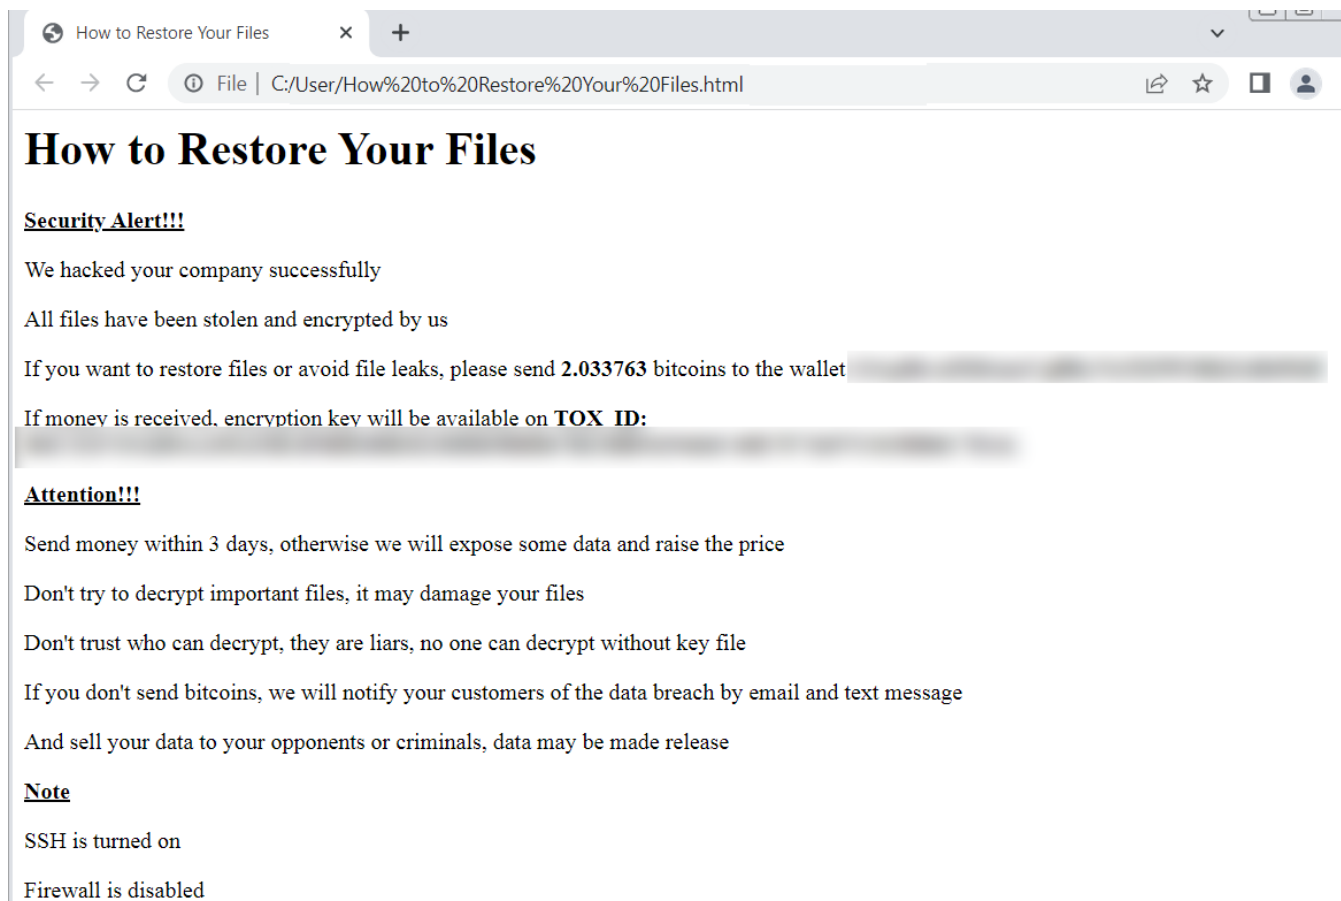 How to Restore Your Files
File | C:/User/How%20to%20Restore%20Your%20Files.html
How to Restore Your Files
Security Alert!!!
We hacked your company successfully
All files have been stolen and encrypted by us
If you want to restore files or avoid file leaks, please send 2.033763 bitcoins to the wallet
If money is received, encryption key will be available on TOX_ID:
Attention!!!
Send money within 3 days, otherwise we will expose some data and raise the price
Don't try to decrypt important files, it may damage your files
Don't trust who can decrypt, they are liars, no one can decrypt without key file
If you don't send bitcoins, we will notify your customers of the data breach by email and text message
And sell your data to your opponents or criminals, data may be made release
Note
SSH is turned on
Firewall is disabled